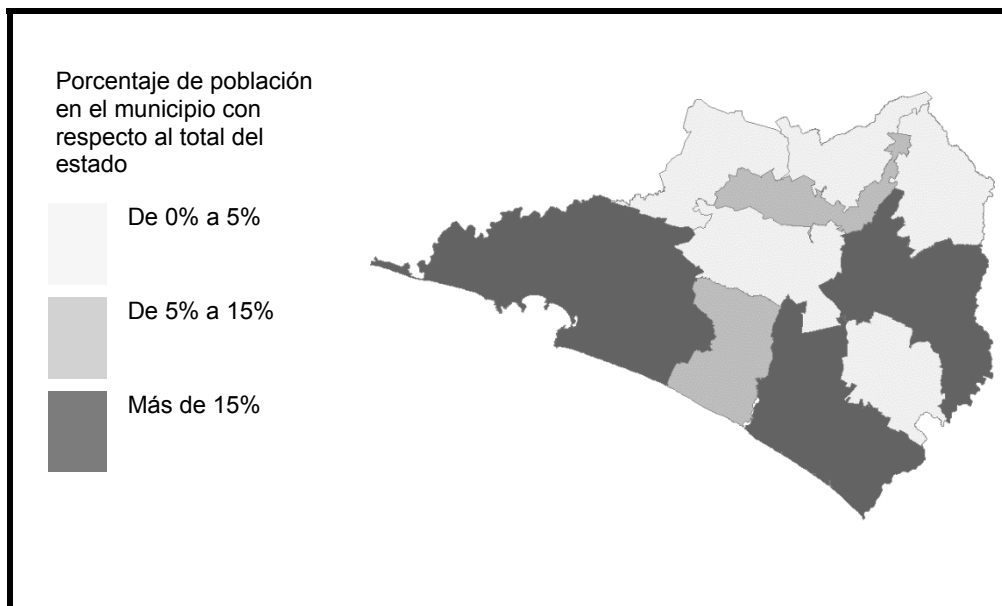 Porcentaje de población
en el municipio con
respecto al total del
estado
De 0% a 5%
De 5% a 15%
Más de 15%